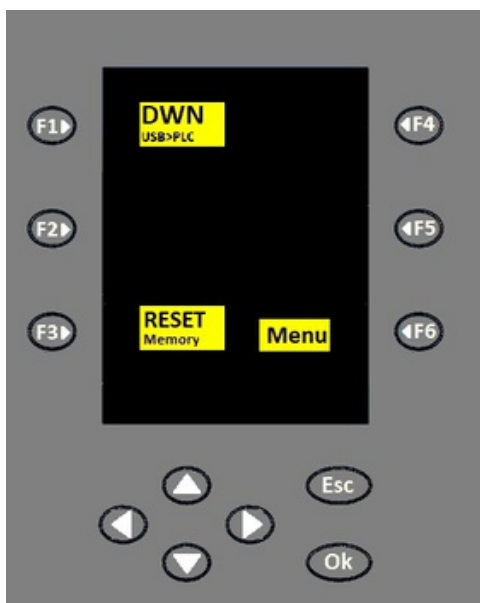 F1
DWN
USB>PLC
F4
F2
F5
F3
RESET
Memory
Menu
F6
Esc
Ok